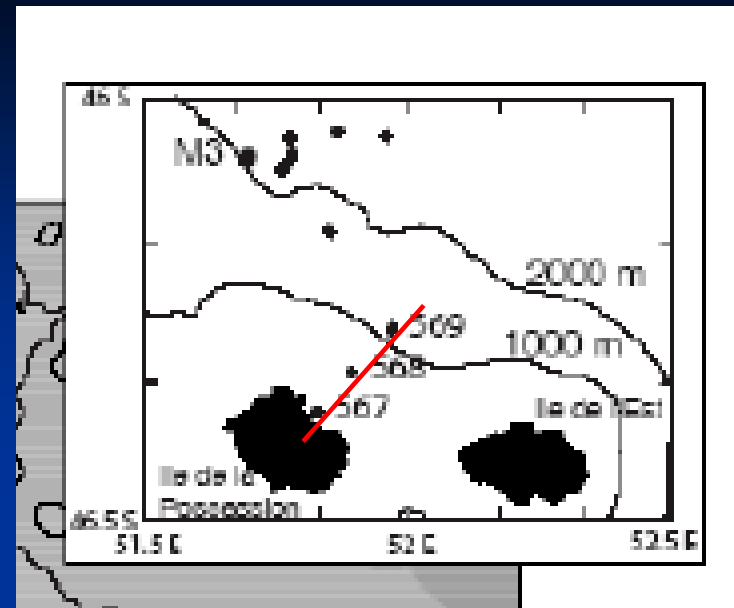 46 S
M3
2000 m
569
1000 m
568
567
Ile de l'Est
Ile de la
Possession
46.5 S
51.5 E
52 E
52.5 E